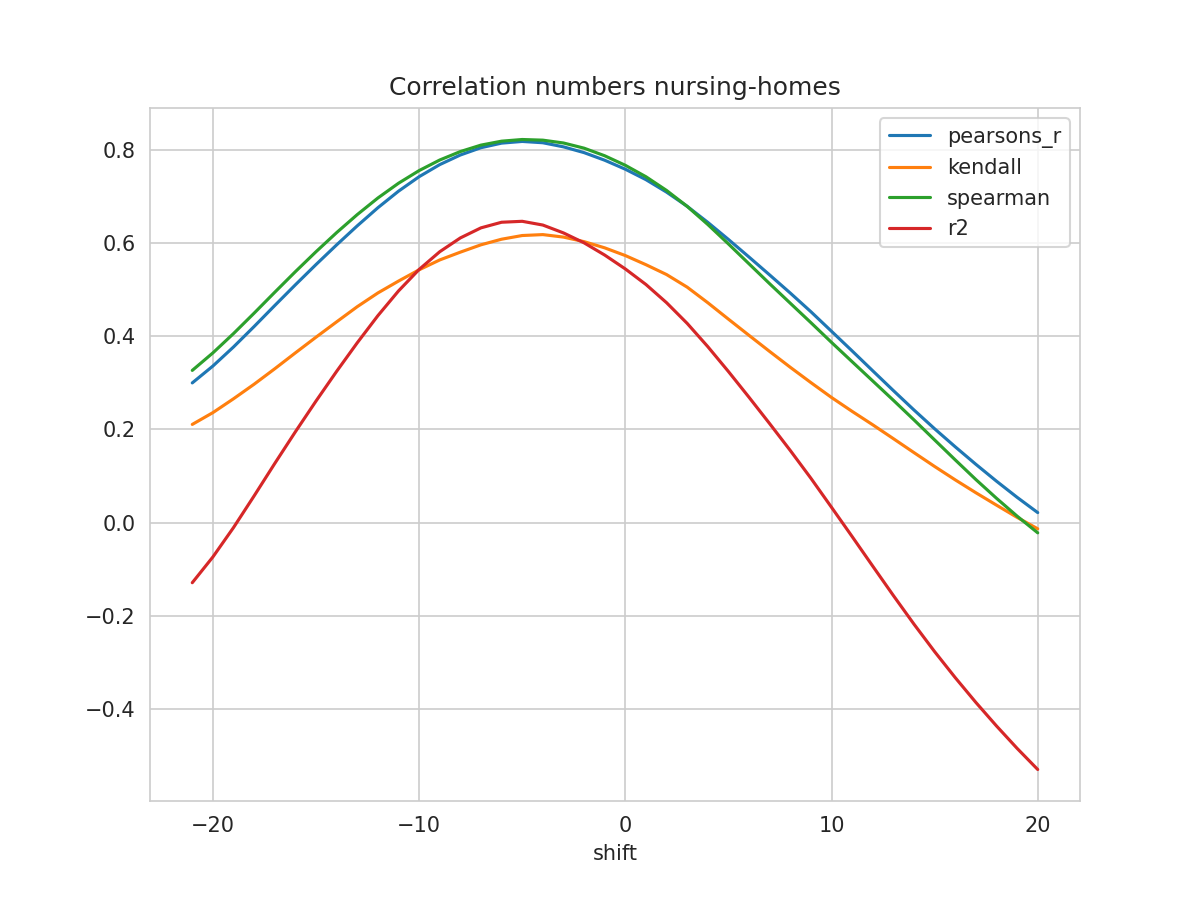 Correlation numbers nursing-homes
pearsons_r
kendall
spearman
r2
0.8
0.6
0.4
0.2
0.0
−0.2
−0.4
−20 −10 0 10 20
shift